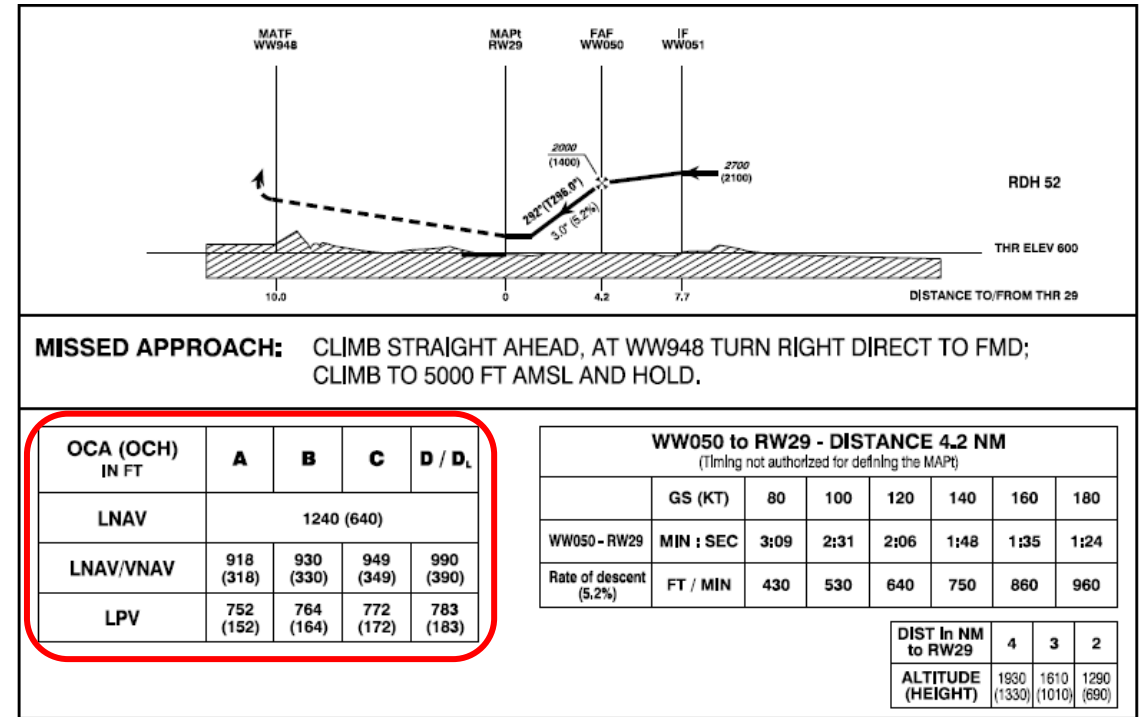 MATF
WW948
MAPt
RW29
FAF
WW050
IF
WW051
2000
(1400)
2700
(2100)
292°(T296.0°)
3.0° (5.2%)
RDH 52
THR ELEV 600
10.0 0 4.2 7.7 DISTANCE TO/FROM THR 29
MISSED APPROACH: CLIMB STRAIGHT AHEAD, AT WW948 TURN RIGHT DIRECT TO FMD;
CLIMB TO 5000 FT AMSL AND HOLD.
OCA (OCH)
IN FT
A B C D / DL
LNAV 1240 (640)
LNAV/VNAV 918 930 949 990
(318) (330) (349) (390)
LPV 752 764 772 783
(152) (164) (172) (183)
WW050 to RW29 - DISTANCE 4.2 NM
(Timing not authorized for defining the MAPt)
GS (KT) 80 100 120 140 160 180
WW050 - RW29 MIN : SEC 3:09 2:31 2:06 1:48 1:35 1:24
Rate of descent
(5.2%)
FT / MIN 430 530 640 750 860 960
DIST in NM
to RW29
4 3 2
ALTITUDE 1930 1610 1290
(HEIGHT) (1330) (1010) (690)